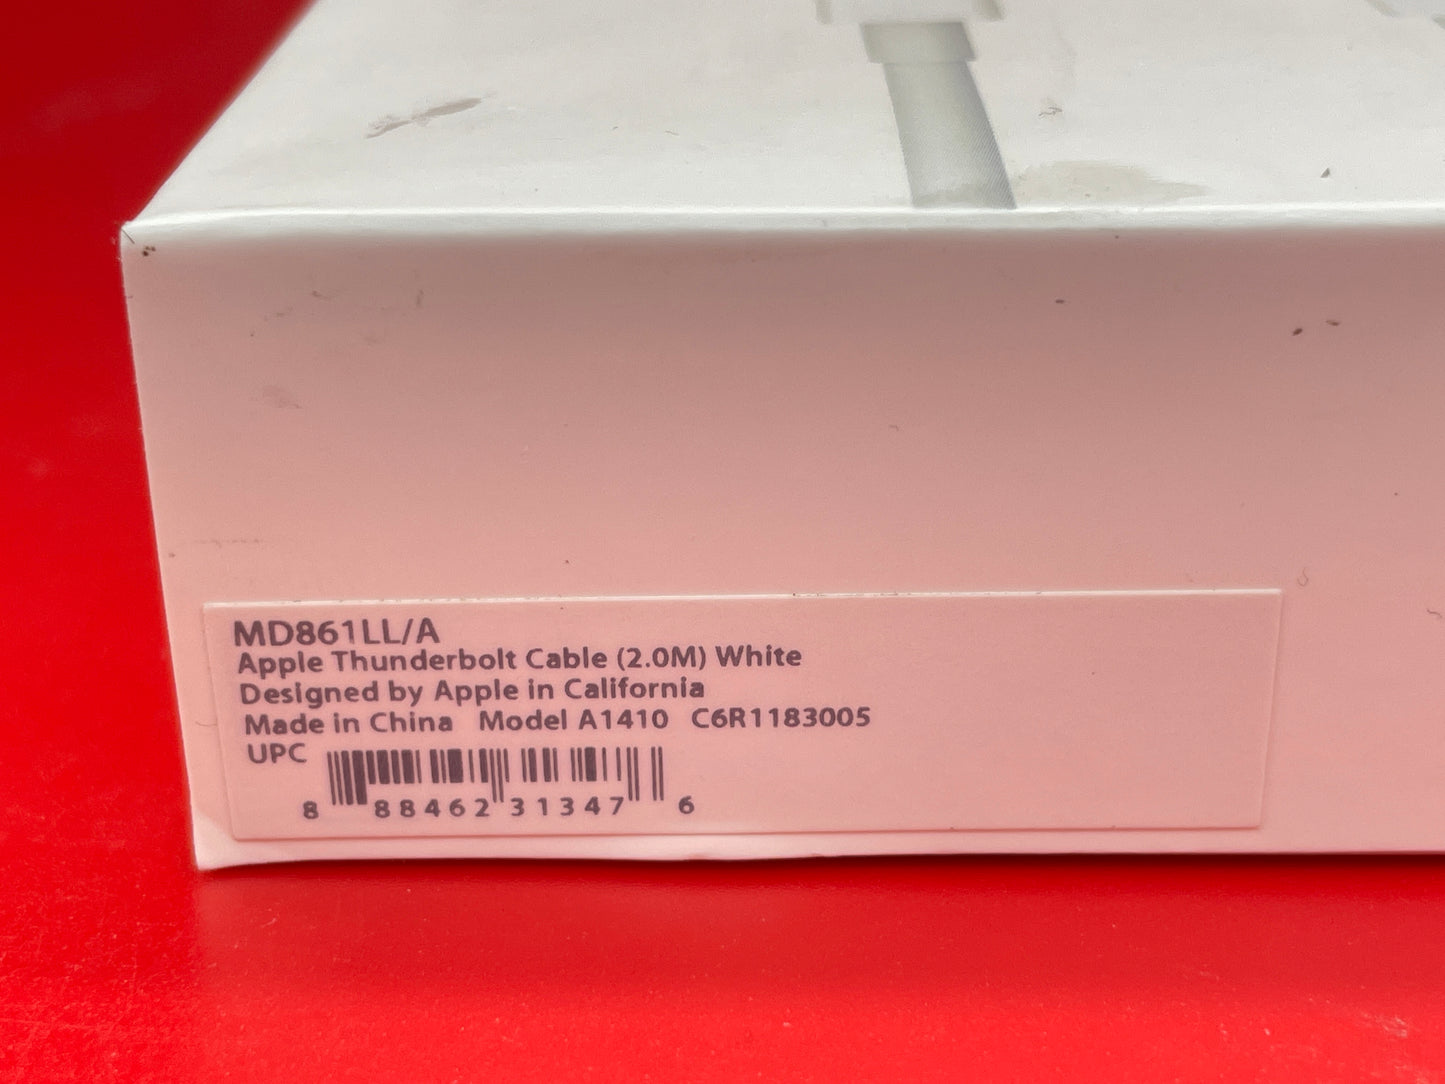 MD861LL/A
Apple Thunderbolt Cable (2.0M) White
Designed by Apple in California
Made in China Model A1410 C6R1183005
UPC
8 88462 31347 6